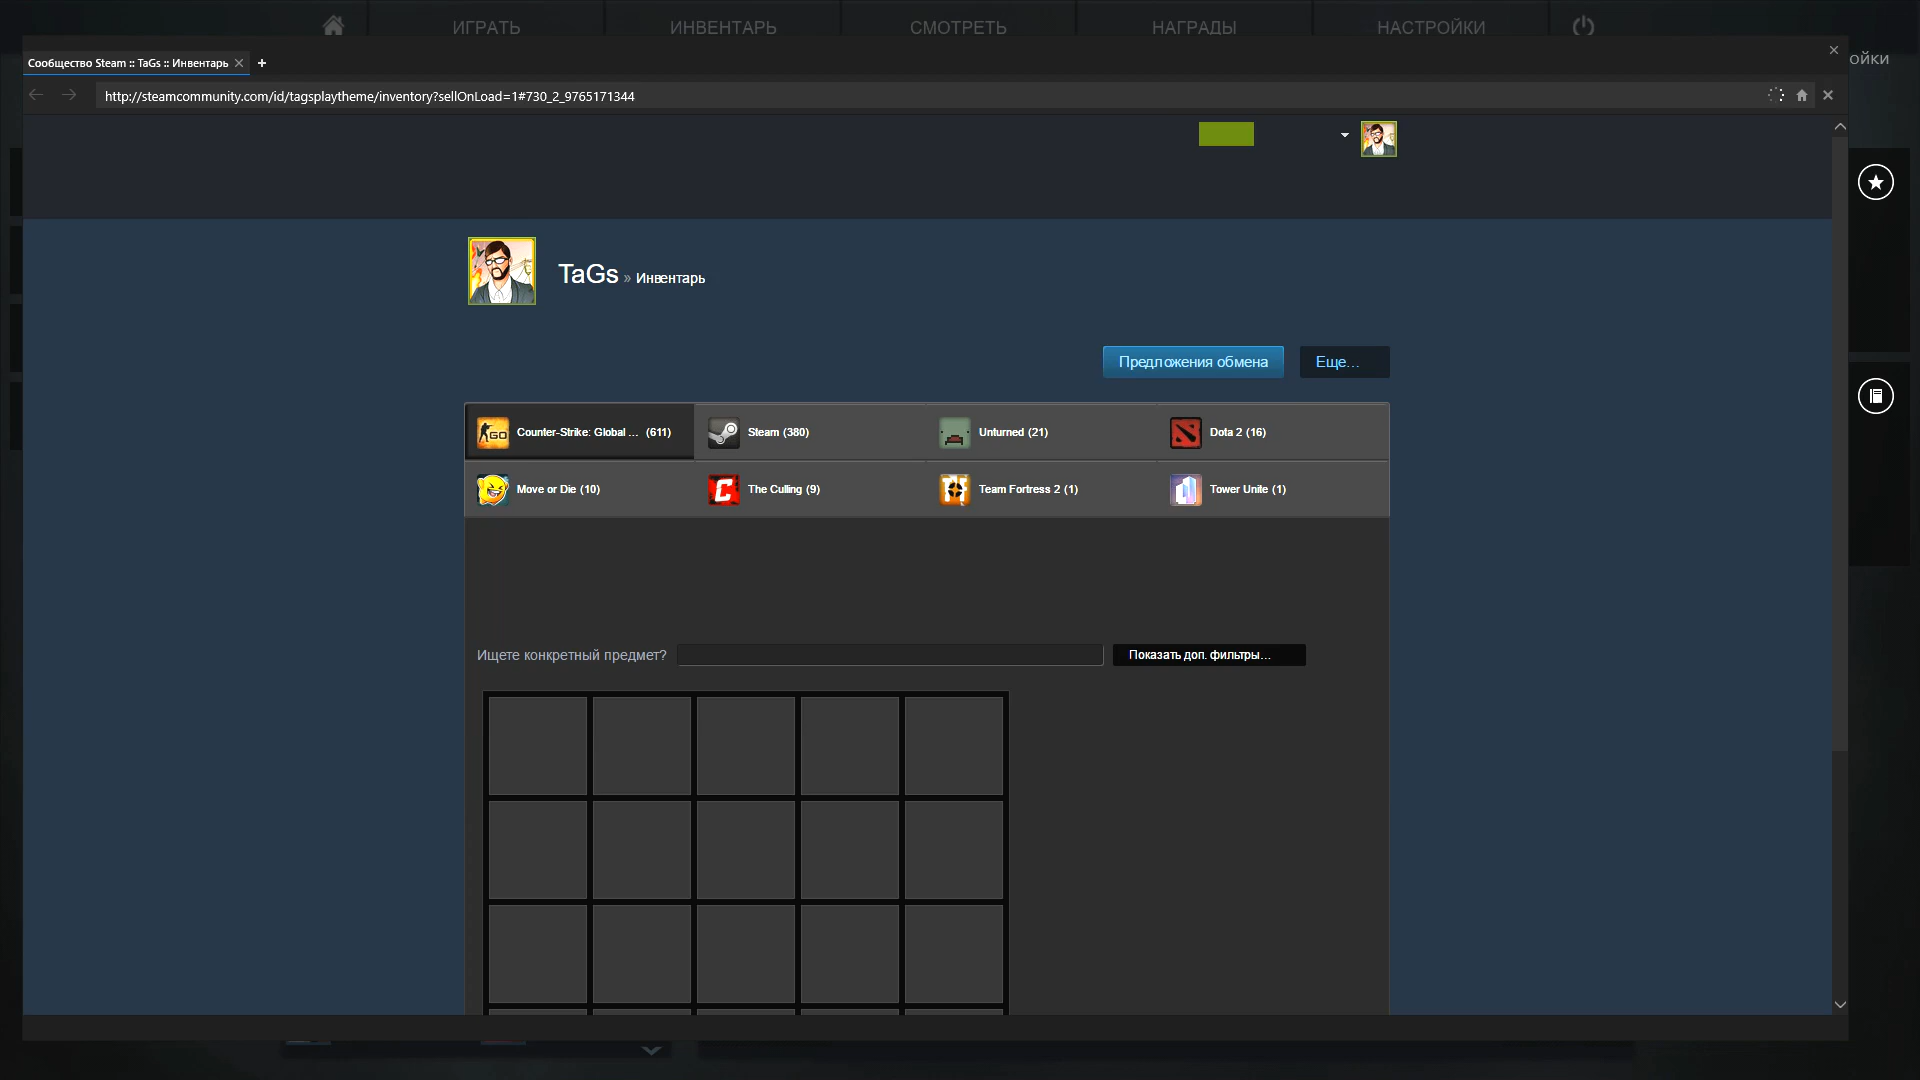 ИГРАТЬ
ИНВЕНТАРЬ
СМОТРЕТЬ
НАГРАДЫ
НАСТРОЙКИ
ойки
Сообщество Steam :: TaGs :: Инвентарь
http://steamcommunity.com/id/tagsplaytheme/inventory?sellOnLoad=1#730_2_9765171344
TaGs » Инвентарь
Предложения обмена
Еще...
Counter-Strike: Global ... (611)
Steam (380)
Unturned (21)
Dota 2 (16)
Move or Die (10)
The Culling (9)
Team Fortress 2 (1)
Tower Unite (1)
Ищете конкретный предмет?
Показать доп. фильтры...